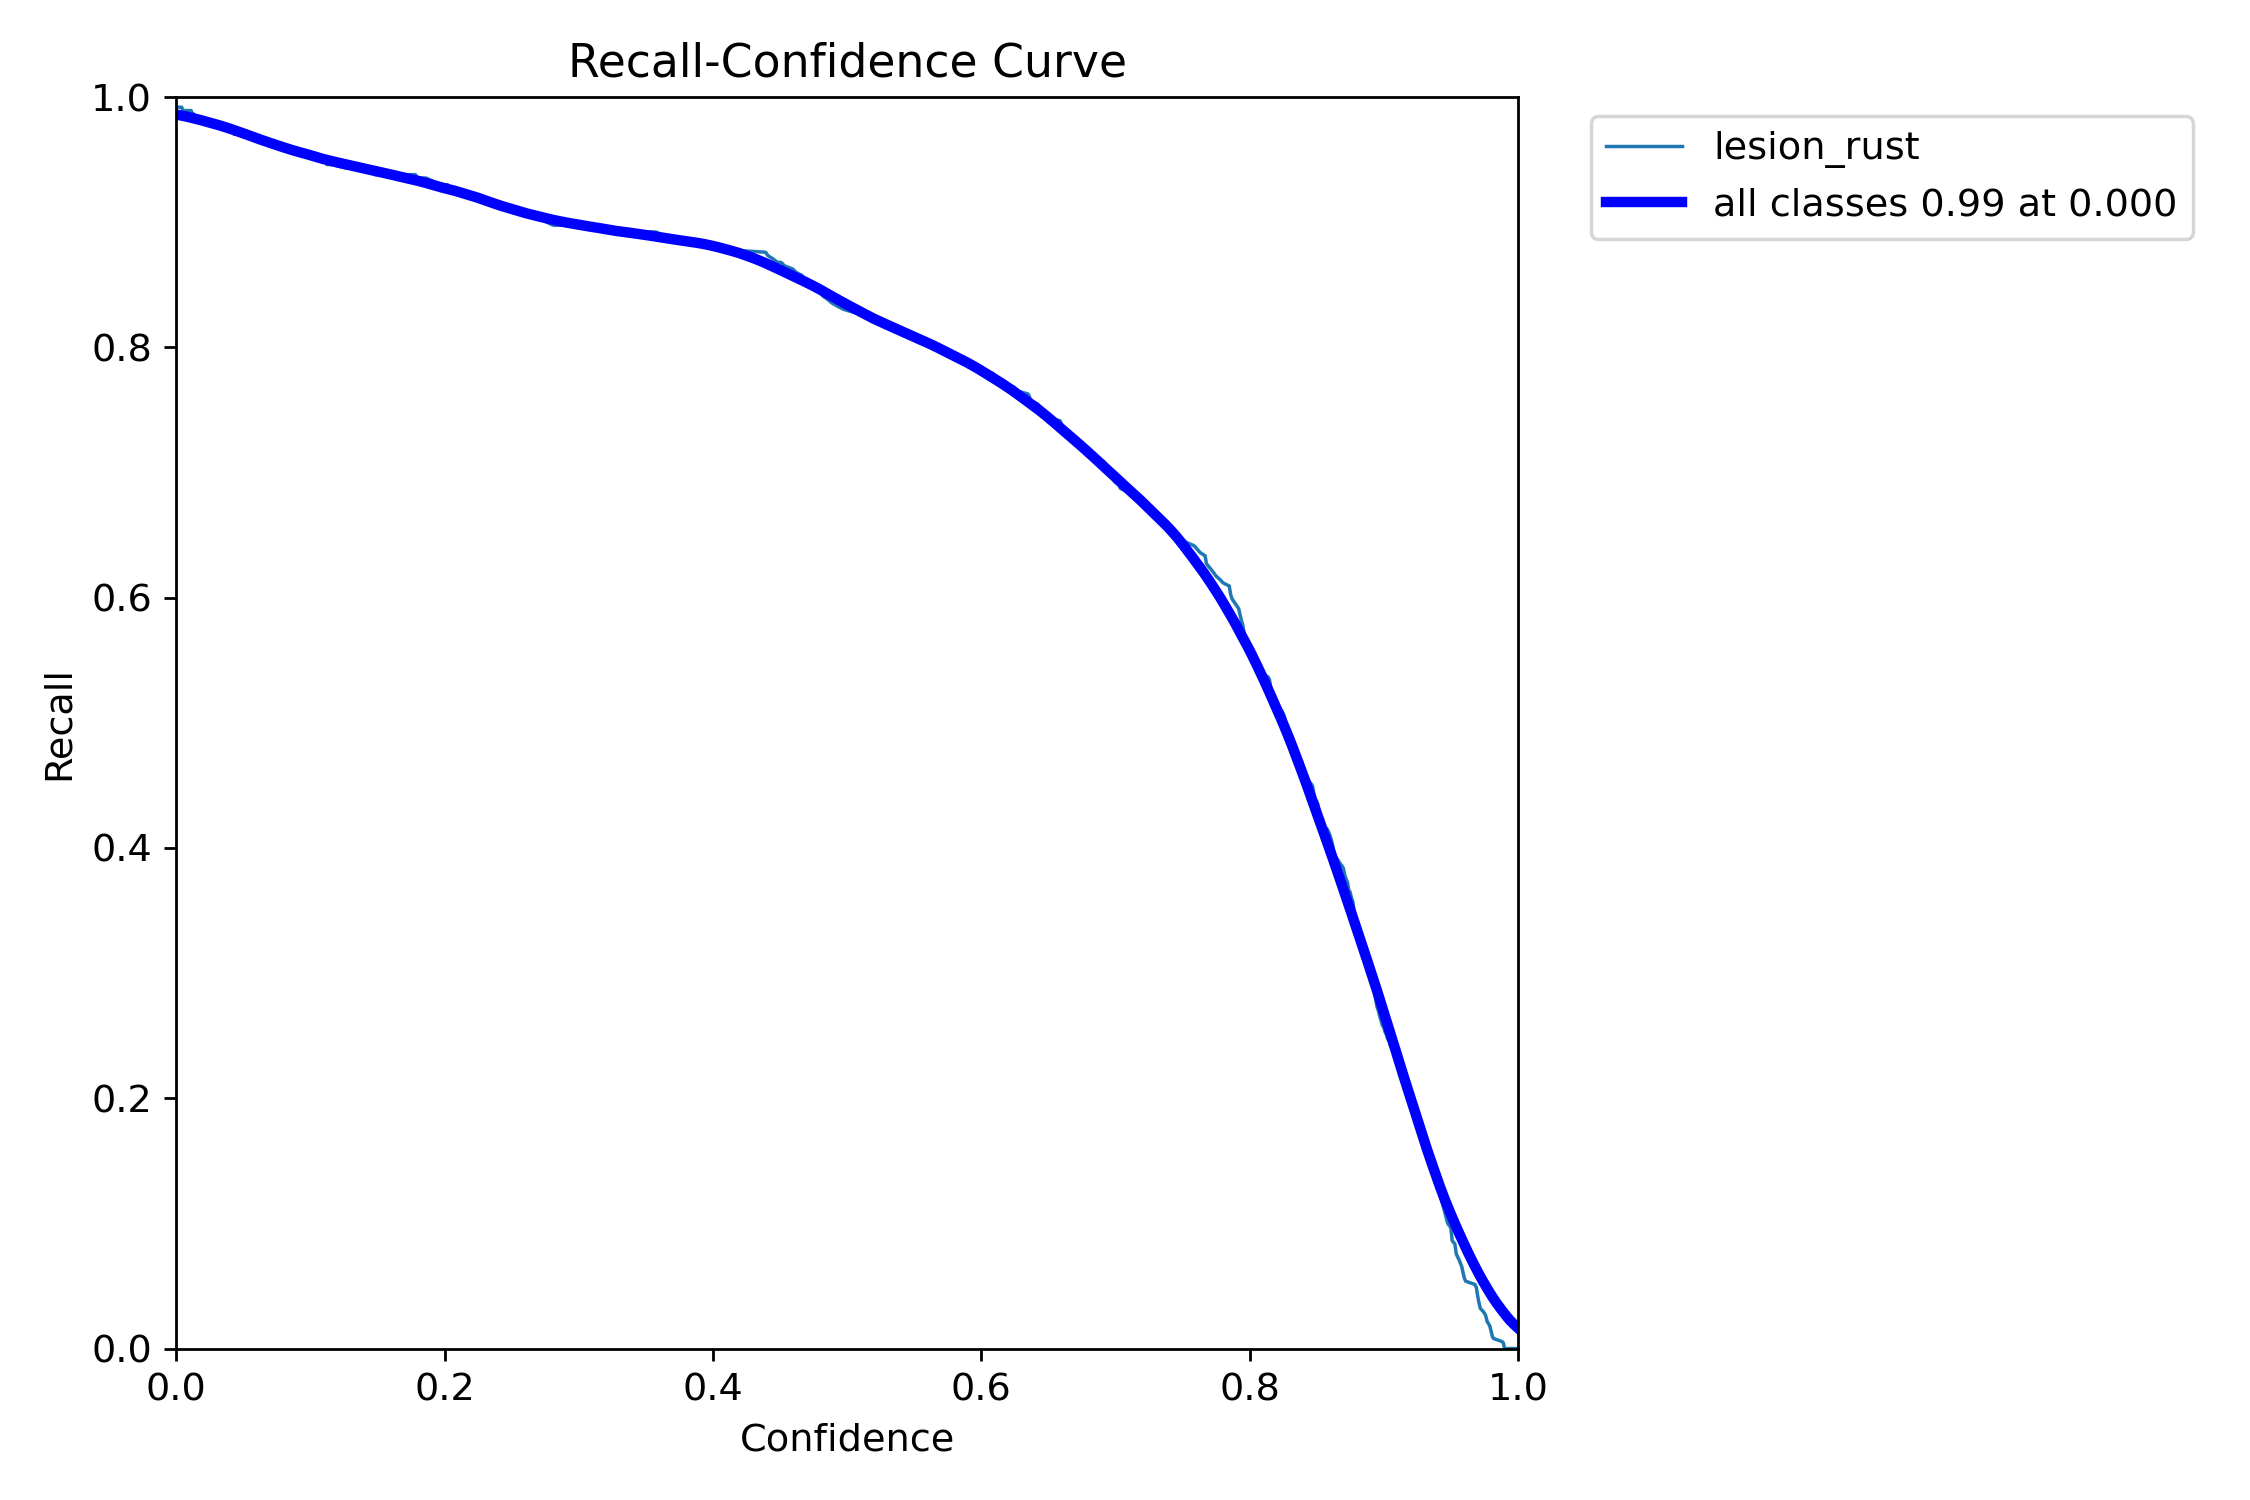 Recall-Confidence Curve
1.0
0.8
0.6
0.4
0.2
0.0
Recall
0.0 0.2 0.4 0.6 0.8 1.0
Confidence
lesion_rust
all classes 0.99 at 0.000